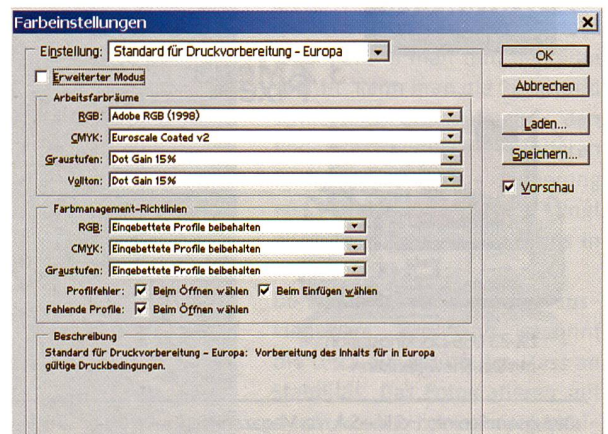 Farbeinstellungen
Einstellung: Standard für Druckvorbereitung - Europa
OK
Erweiterter Modus
Abbrechen
Arbeitsfarbräume
RGB: Adobe RGB (1998)
CMYK: Euroscale Coated v2
Laden...
Graustufen: Dot Gain 15%
Speichern...
Vollton: Dot Gain 15%
Vorschau
Farbmanagement-Richtlinien
RGB: Eingebettete Profile beibehalten
CMYK: Eingebettete Profile beibehalten
Graustufen: Eingebettete Profile beibehalten
Profilfehler: Beim Öffnen wählen Beim Einfügen wählen
Fehlende Profile: Beim Öffnen wählen
Beschreibung
Standard für Druckvorbereitung - Europa: Vorbereitung des Inhalts für in Europa
gültige Druckbedingungen.